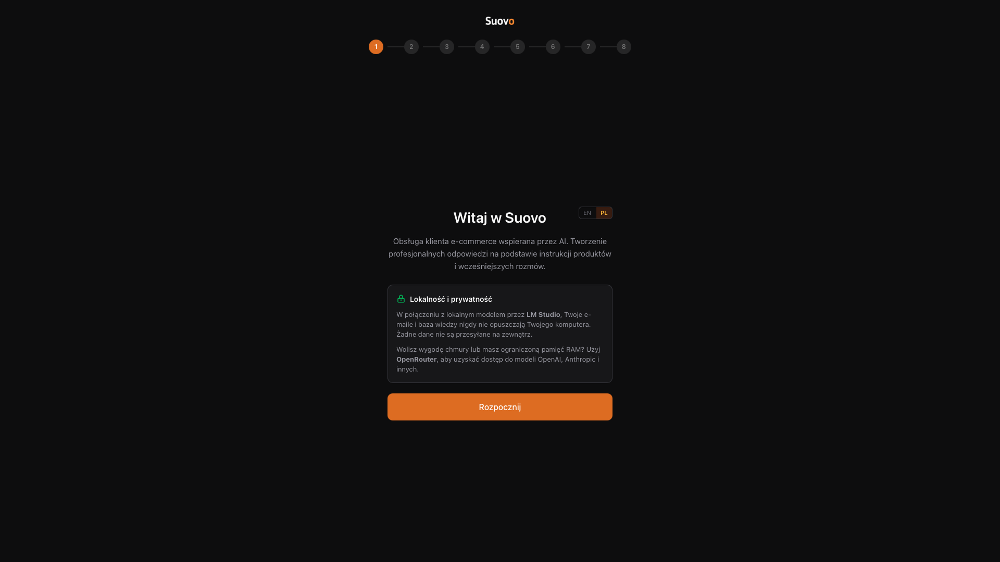 Suovo
1 2 3 4 5 6 7 8
Witaj w Suovo
EN PL
Obsługa klienta e-commerce wspierana przez AI. Tworzenie
profesjonalnych odpowiedzi na podstawie instrukcji produktów
i wcześniejszych rozmów.
Lokalność i prywatność
W połączeniu z lokalnym modelem przez LM Studio, Twoje e-
maile i baza wiedzy nigdy nie opuszczają Twojego komputera.
Żadne dane nie są przesyłane na zewnątrz.
Wolisz wygodę chmury lub masz ograniczoną pamięć RAM? Użyj
OpenRouter, aby uzyskać dostęp do modeli OpenAI, Anthropic i
innych.
Rozpocznij